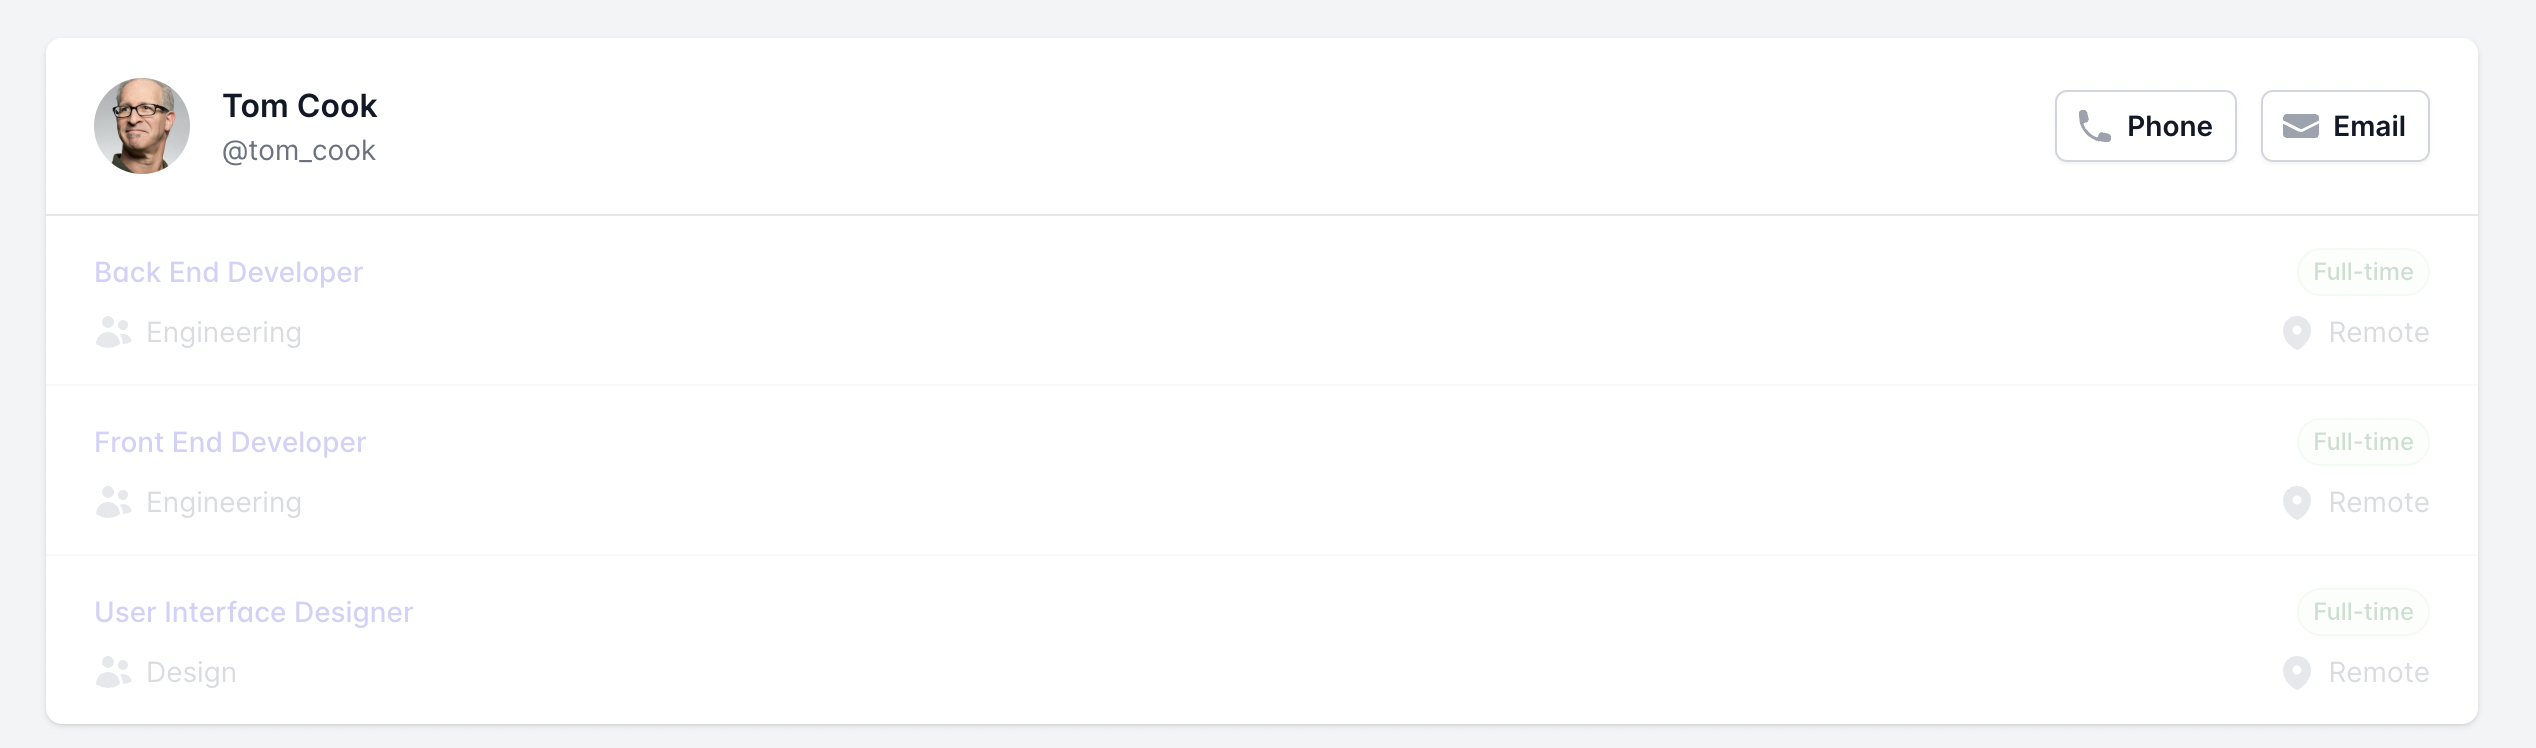 Tom Cook
@tom_cook
Phone
Email
Back End Developer
Full-time
Engineering
Remote
Front End Developer
Full-time
Engineering
Remote
User Interface Designer
Full-time
Design
Remote